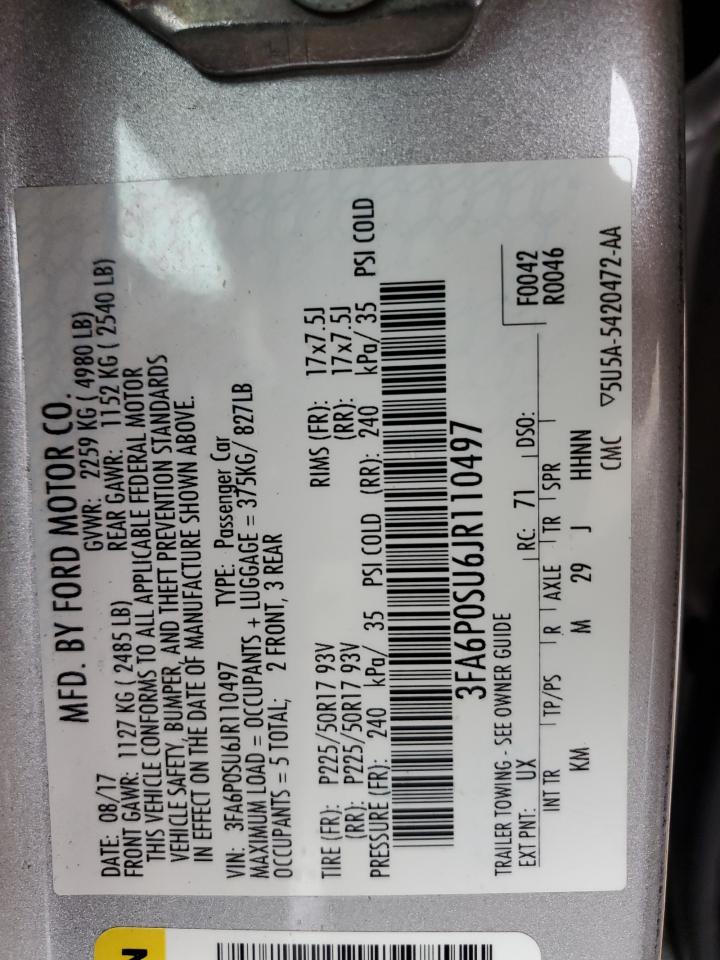 MFD. BY FORD MOTOR CO.
DATE: 08/17 GVWR: 2259 KG ( 4980 LB)
FRONT GAWR: 1127 KG ( 2485 LB) REAR GAWR: 1152 KG ( 2540 LB)
THIS VEHICLE CONFORMS TO ALL APPLICABLE FEDERAL MOTOR
VEHICLE SAFETY, BUMPER, AND THEFT PREVENTION STANDARDS
IN EFFECT ON THE DATE OF MANUFACTURE SHOWN ABOVE.
VIN: 3FA6P0SU6JR110497 TYPE: Passenger Car
MAXIMUM LOAD = OCCUPANTS + LUGGAGE = 375KG/ 827LB
OCCUPANTS = 5 TOTAL; 2 FRONT, 3 REAR
TIRE (FR): P225/50R17 93V RIMS (FR): 17x7.5J
(RR): P225/50R17 93V (RR): 17x7.5J
PRESSURE (FR): 240 kPa/ 35 PSI COLD (RR): 240 kPa/ 35 PSI COLD
3FA6P0SU6JR110497
TRAILER TOWING - SEE OWNER GUIDE F0042
EXT PNT: UX RC: 71 DSO: R0046
INT TR TP/PS R AXLE TR SPR
KM M 29 J HHNN
CMC ▽5U5A-5420472-AA
N